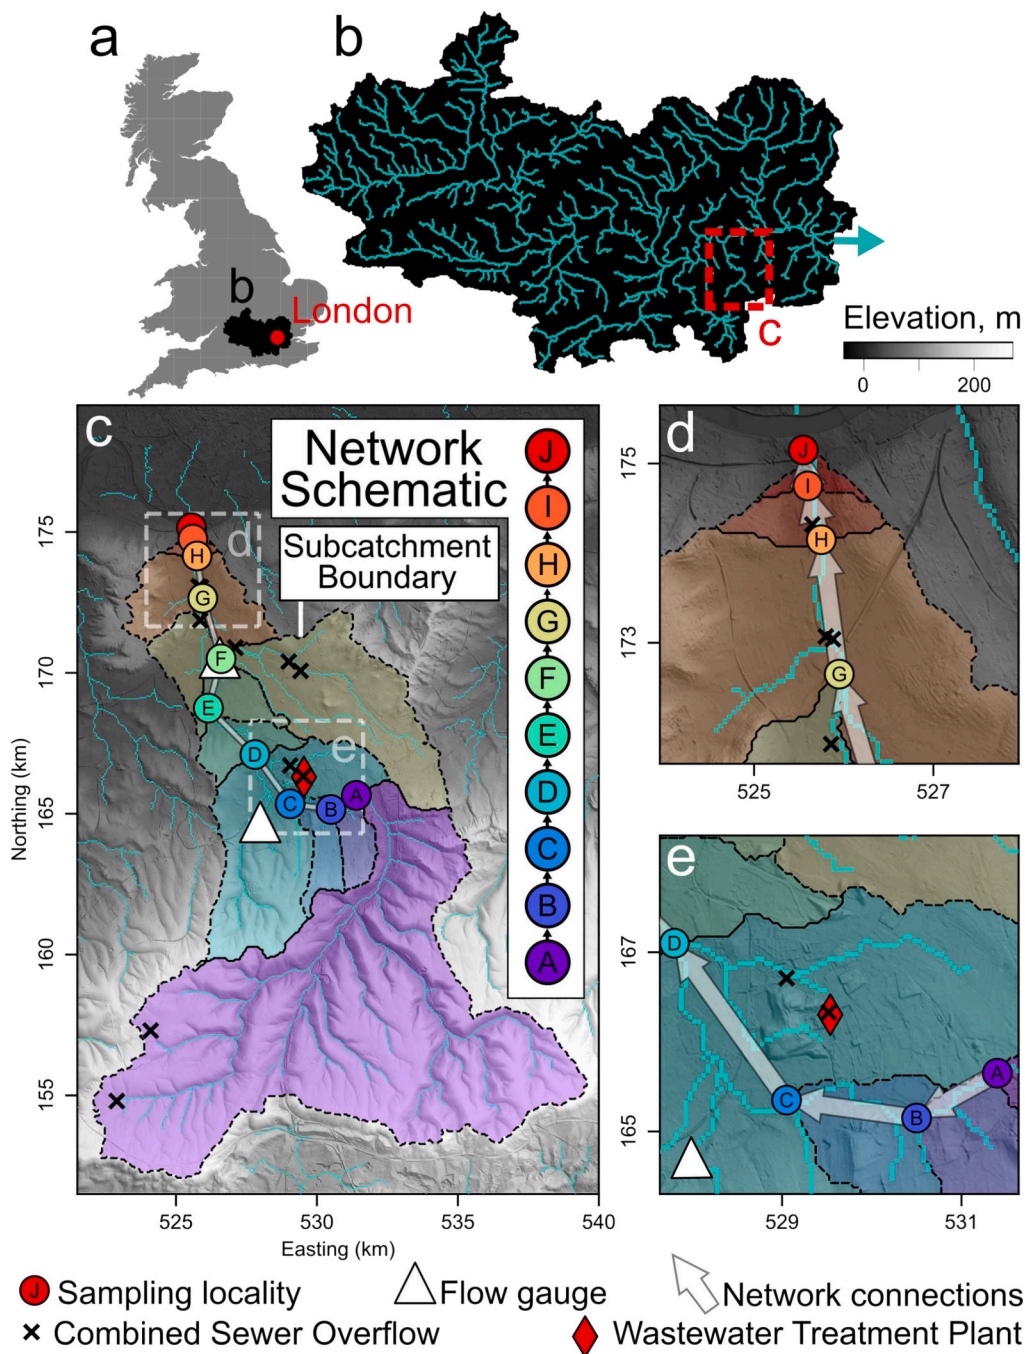 a
b
b
London
c
Elevation, m
0
200
c
Network
Schematic
Subcatchment
Boundary
J
I
H
G
F
E
D
C
B
A
d
e
H
G
F
E
D
C
B
A
175
170
165
160
155
Northing (km)
525
530
535
540
Easting (km)
d
J
I
H
G
175
173
525
527
e
D
C
B
A
167
165
529
531
J Sampling locality
Flow gauge
Network connections
Combined Sewer Overflow
Wastewater Treatment Plant